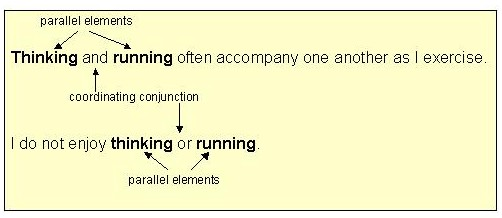 parallel elements
Thinking and running often accompany one another as I exercise.
coordinating conjunction
I do not enjoy thinking or running.
parallel elements